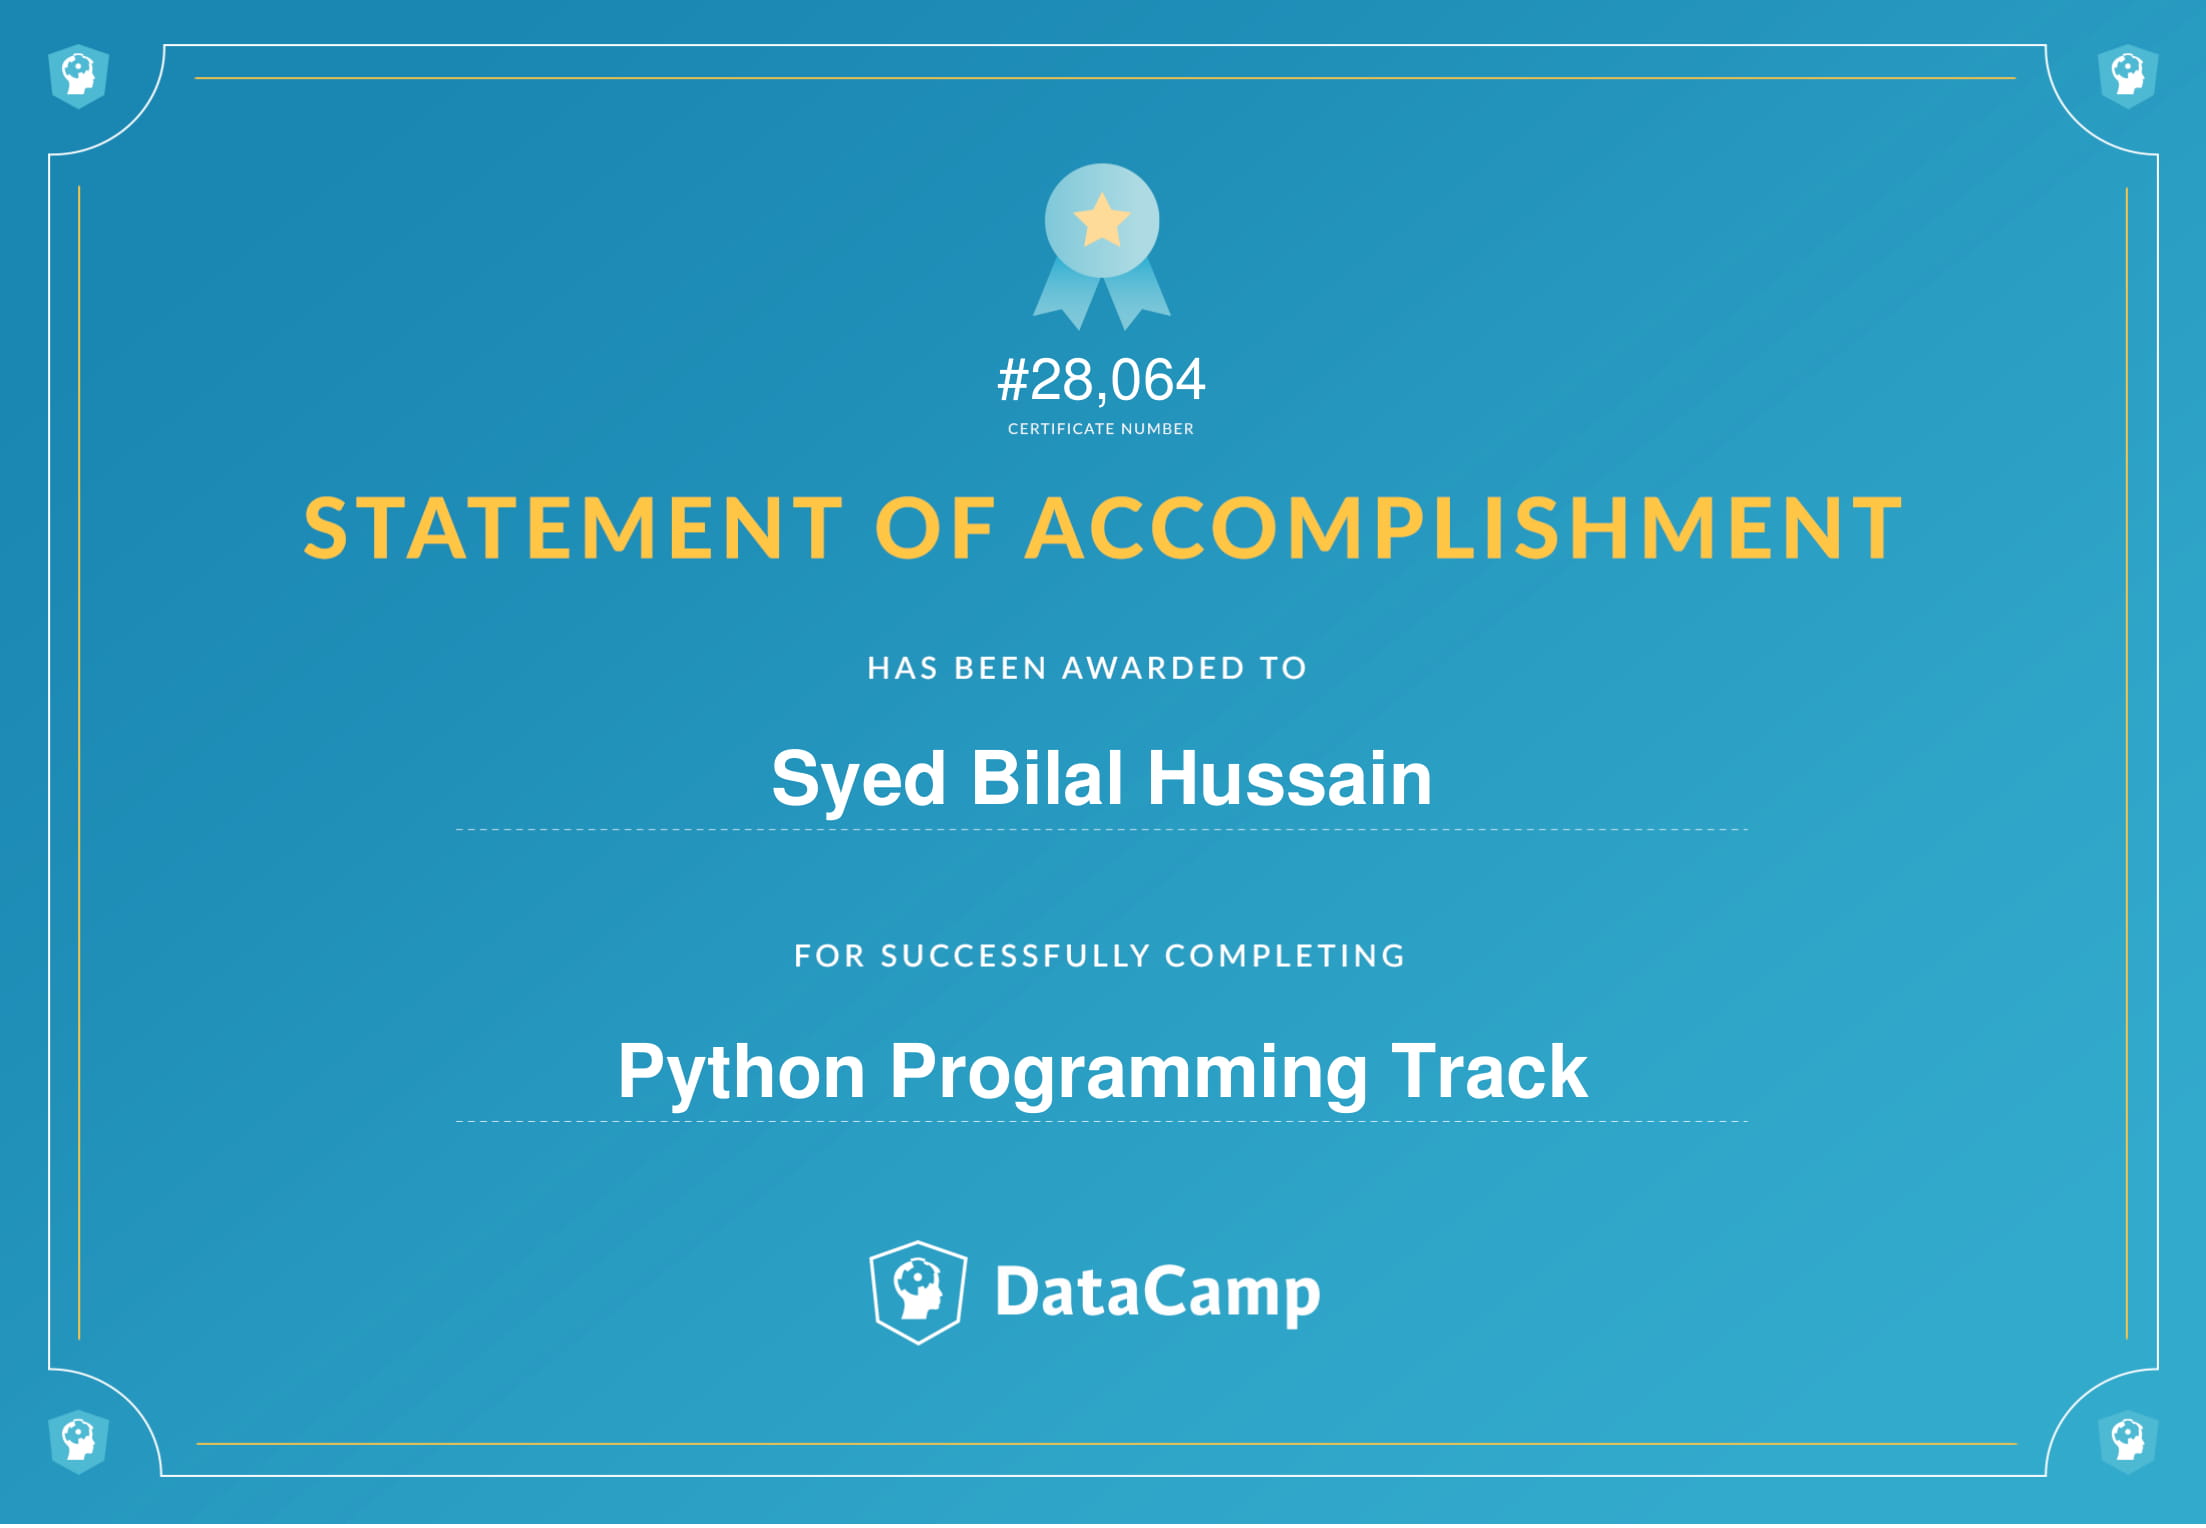 #28,064
CERTIFICATE NUMBER
STATEMENT OF ACCOMPLISHMENT
HAS BEEN AWARDED TO
Syed Bilal Hussain
FOR SUCCESSFULLY COMPLETING
Python Programming Track
DataCamp